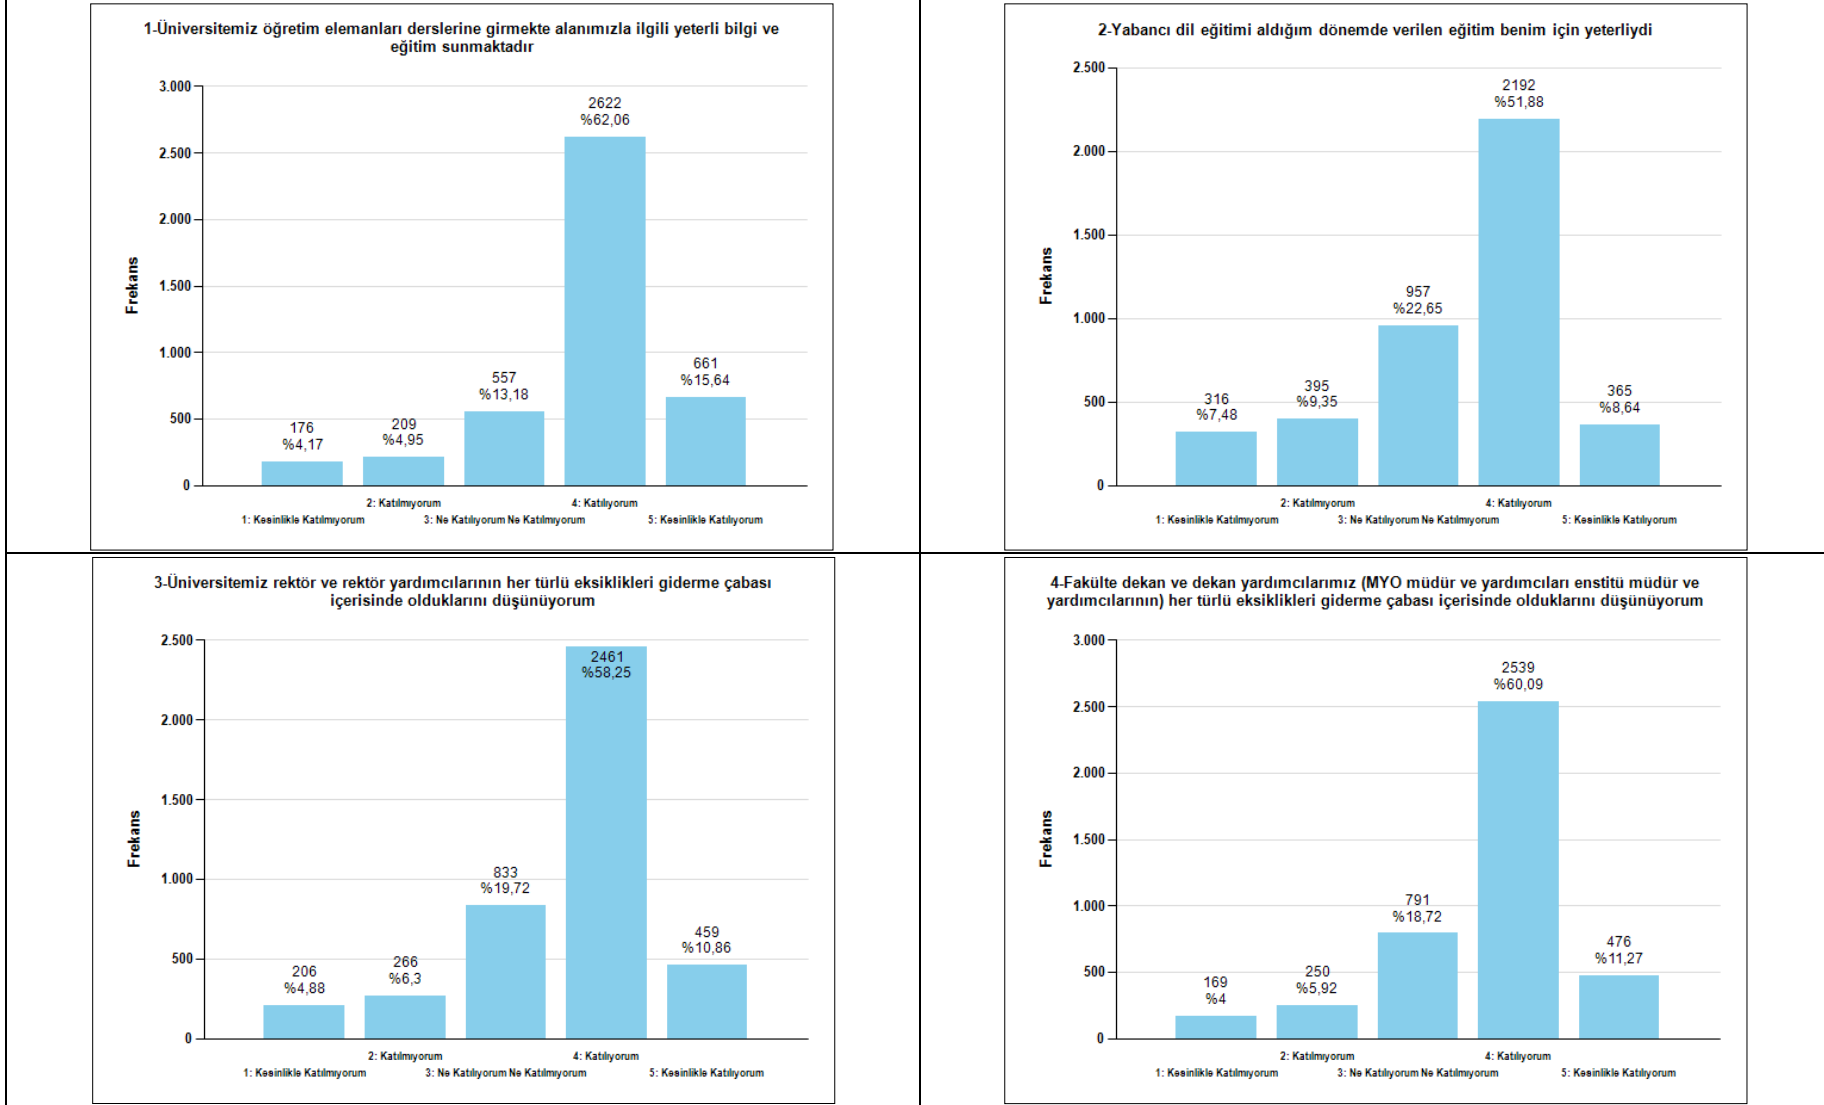 1-Üniversitemiz öğretim elemanları derslerine girmekte alanımızla ilgili yeterli bilgi ve
eğitim sunmaktadır
Frekans
3.000
2.500
2.000
1.500
1.000
500
0
176
%4,17
209
%4,95
557
%13,18
2622
%62,06
661
%15,64
2: Katılmıyorum
4: Katılıyorum
1: Kesinlikle Katılmıyorum
3: Ne Katılıyorum Ne Katılmıyorum
5: Kesinlikle Katılıyorum
2-Yabancı dil eğitimi aldığım dönemde verilen eğitim benim için yeterliydi
Frekans
2.500
2.000
1.500
1.000
500
0
316
%7,48
395
%9,35
957
%22,65
2192
%51,88
365
%8,64
2: Katılmıyorum
4: Katılıyorum
1: Kesinlikle Katılmıyorum
3: Ne Katılıyorum Ne Katılmıyorum
5: Kesinlikle Katılıyorum
3-Üniversitemiz rektör ve rektör yardımcılarının her türlü eksiklikleri giderme çabası
içerisinde olduklarını düşünüyorum
Frekans
2.500
2.000
1.500
1.000
500
0
206
%4,88
266
%6,3
833
%19,72
2461
%58,25
459
%10,86
2: Katılmıyorum
4: Katılıyorum
1: Kesinlikle Katılmıyorum
3: Ne Katılıyorum Ne Katılmıyorum
5: Kesinlikle Katılıyorum
4-Fakülte dekan ve dekan yardımcılarımız (MYO müdür ve yardımcıları enstitü müdür ve
yardımcılarının) her türlü eksiklikleri giderme çabası içerisinde olduklarını düşünüyorum
Frekans
3.000
2.500
2.000
1.500
1.000
500
0
169
%4
250
%5,92
791
%18,72
2539
%60,09
476
%11,27
2: Katılmıyorum
4: Katılıyorum
1: Kesinlikle Katılmıyorum
3: Ne Katılıyorum Ne Katılmıyorum
5: Kesinlikle Katılıyorum